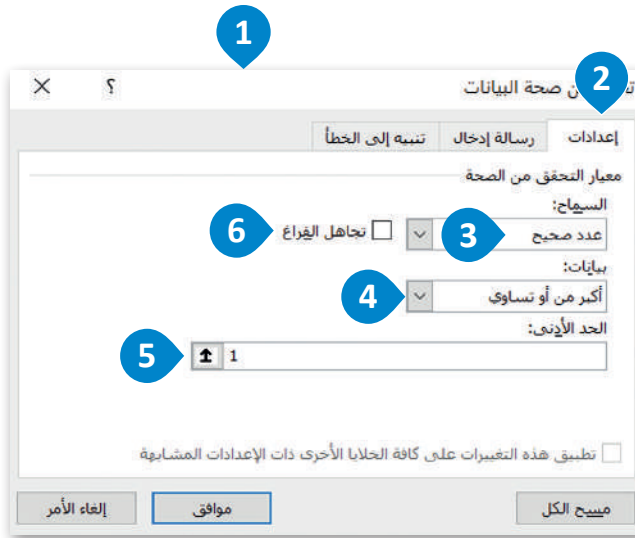 1
؟
ن صحة البيانات
2
إعدادات
رسالة إدخال
تنبيه إلى الخطأ
معيار التحقق من الصحة
السماح:
عدد صحيح
3
تجاهل الفراغ
6
بيانات:
أكبر من أو تساوي
4
الحد الأدنى:
1
5
تطبيق هذه التغييرات على كافة الخلايا الأخرى ذات الإعدادات المشابهة
مسح الكل
موافق
إلغاء الأمر